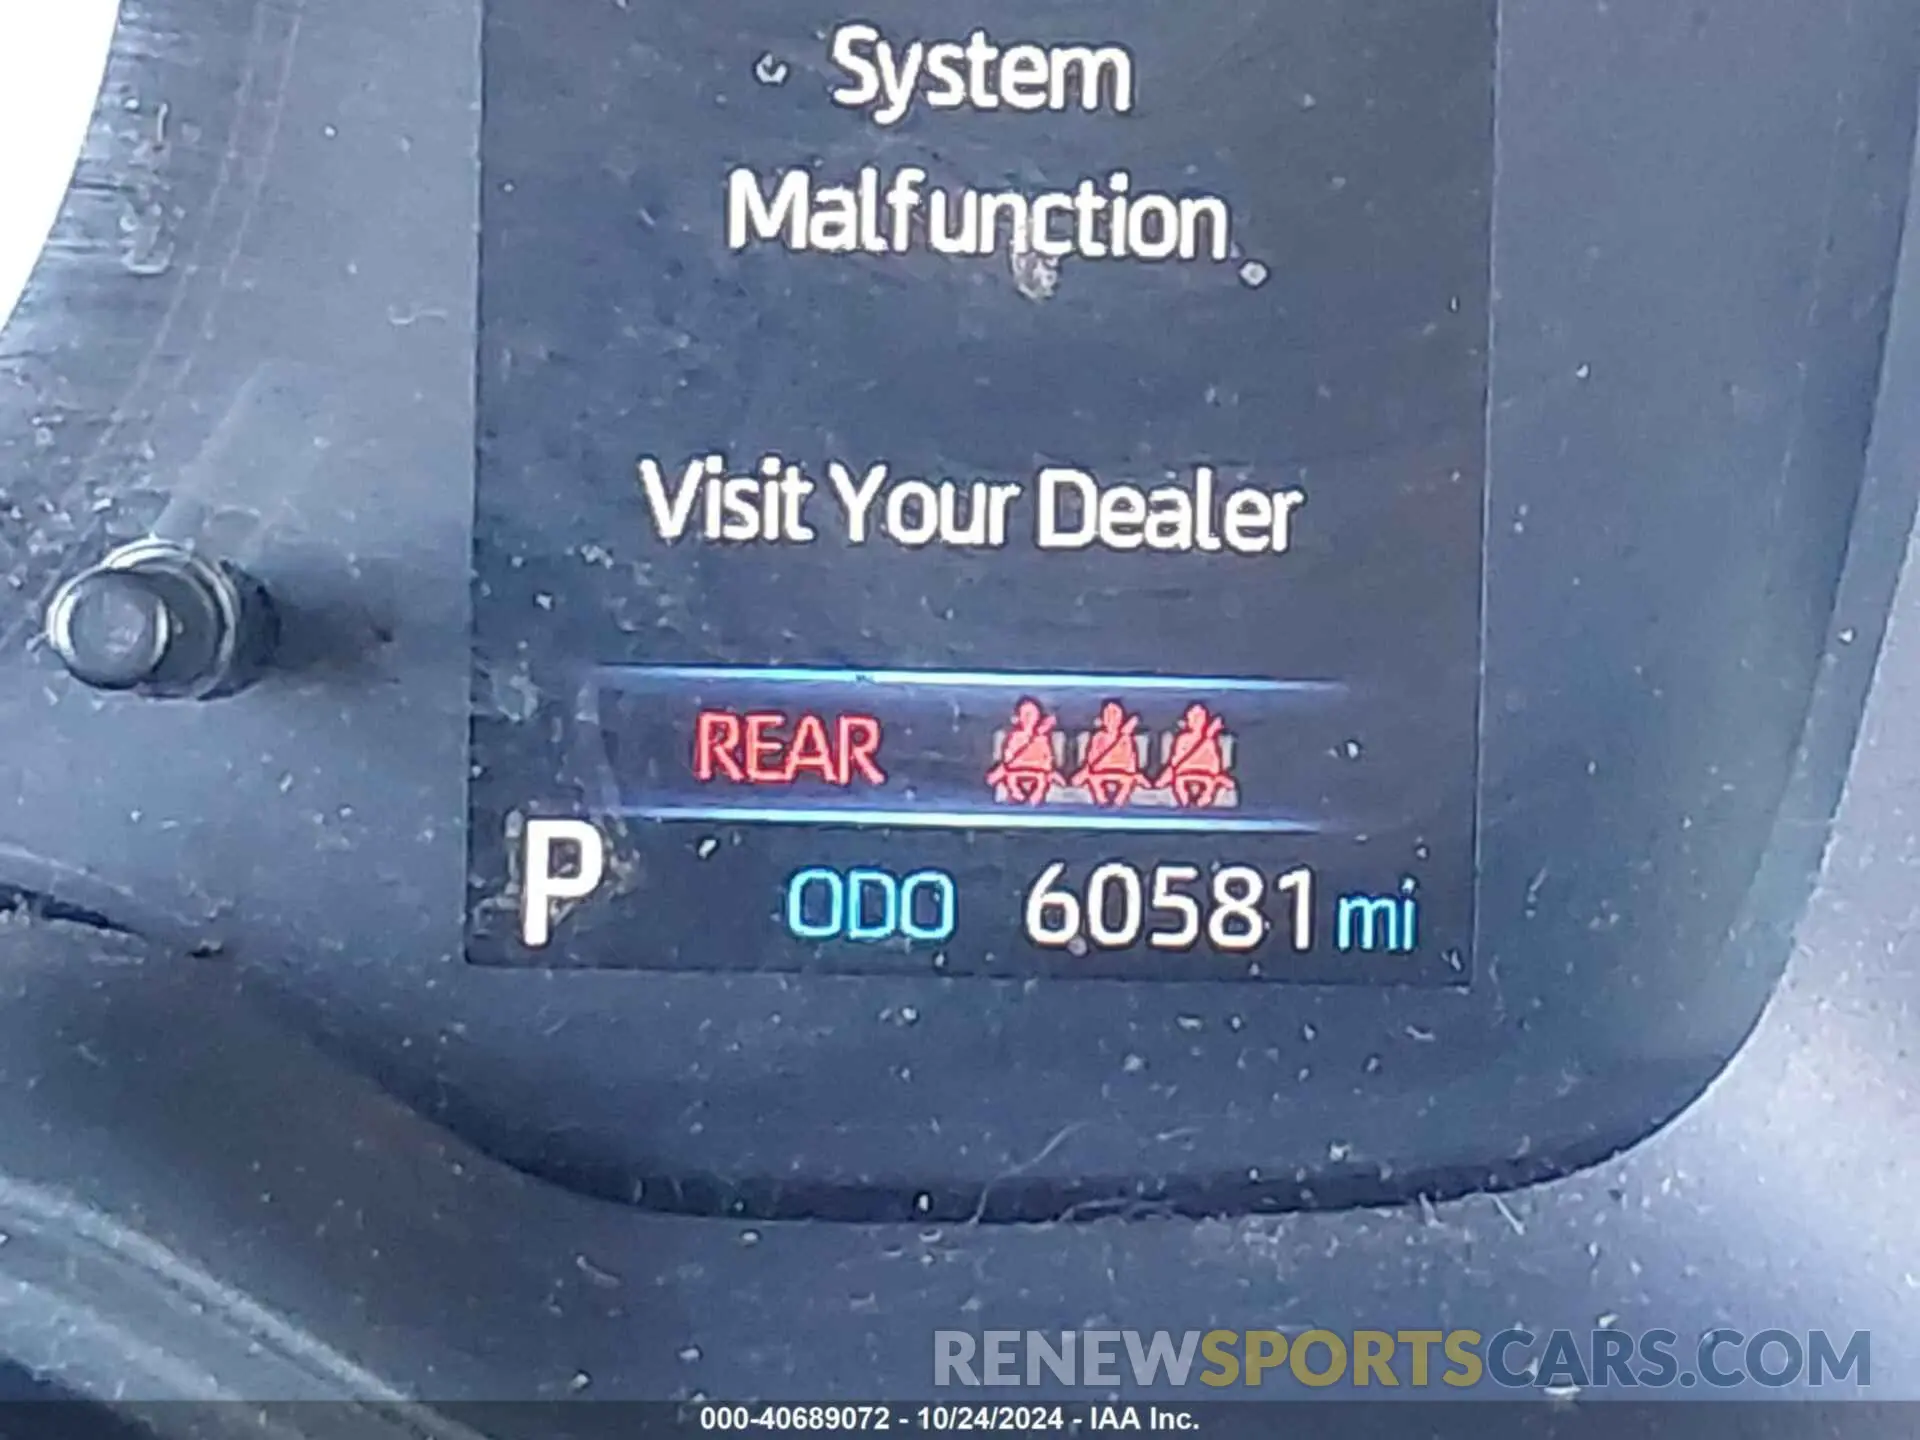 System
Malfunction
Visit Your Dealer
REAR
P ODO 60581 mi
RENEWSPORTSCARS.COM
000-40689072 - 10/24/2024 - IAA Inc.